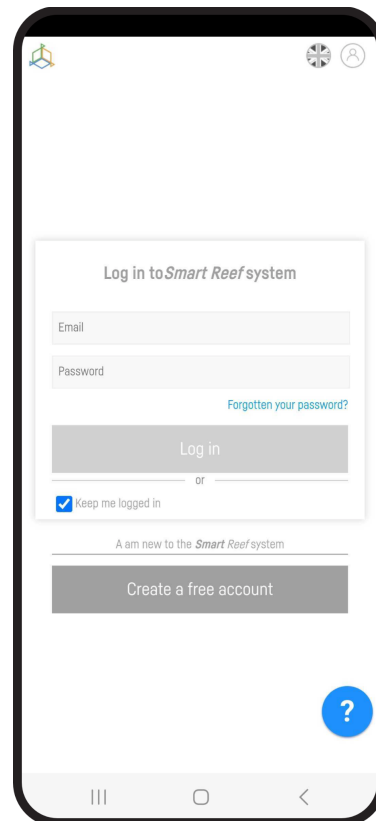 Log in to Smart Reef system
Email
Password
Forgotten your password?
Log in
or
Keep me logged in
A am new to the Smart Reef system
Create a free account
?